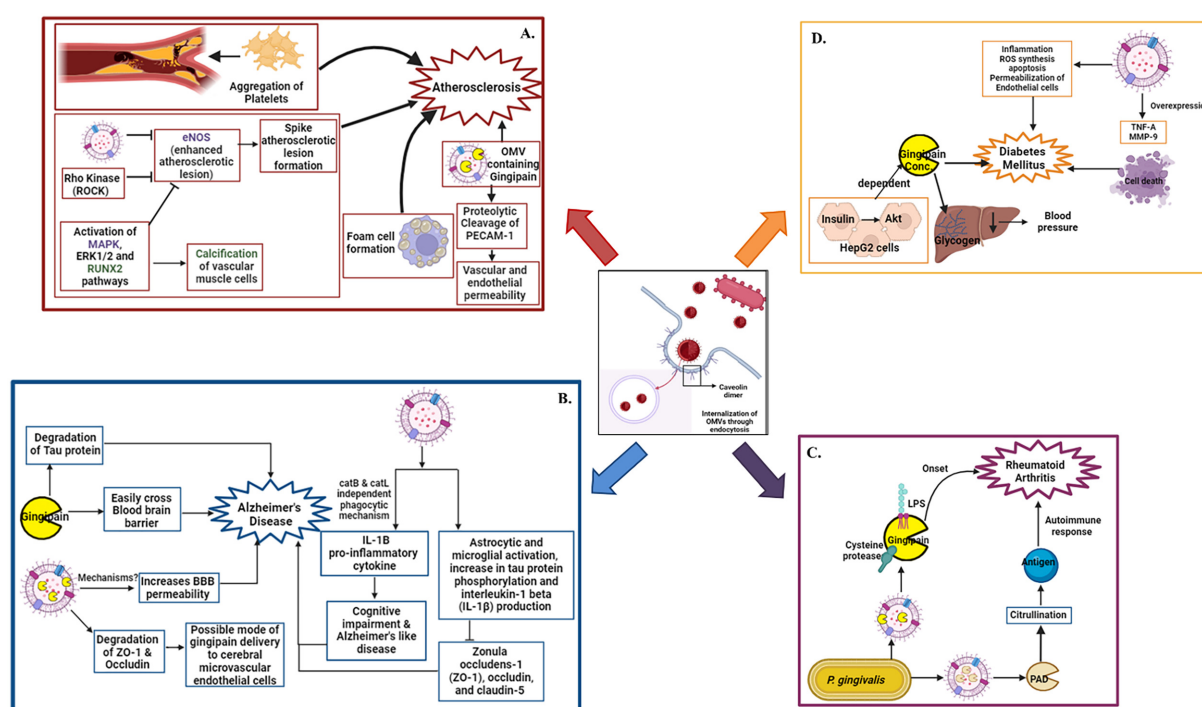 A.
Aggregation of
Platelets
Atherosclerosis
eNOS
(enhanced
atherosclerotic
lesion)
Spike
atherosclerotic
lesion
formation
Rho Kinase
(ROCK)
Activation of
MAPK,
ERK1/2 and
RUNX2
pathways
Calcification
of vascular
muscle cells
Foam cell
formation
OMV
containing
Gingipain
Proteolytic
Cleavage of
PECAM-1
Vascular and
endothelial
permeability
D.
Inflammation
ROS synthesis
apoptosis
Permeabilization of
Endothelial cells
Overexpression
TNF-A
MMP-9
Gingipain
Conc.
Diabetes
Mellitus
Cell death
dependent
Insulin
Akt
HepG2 cells
Glycogen
Blood
pressure
Caveolin
dimer
Internalization of
OMVs through
endocytosis
B.
Degradation
of Tau protein
Gingipain
Easily cross
Blood brain
barrier
Alzheimer's
Disease
Mechanisms?
Increases BBB
permeability
Degradation
of ZO-1 &
Occludin
Possible mode of
gingipain delivery
to cerebral
microvascular
endothelial cells
catB & catL
independent
phagocytic
mechanism
IL-1B
pro-inflammatory
cytokine
Cognitive
impairment &
Alzheimer's like
disease
Astrocytic and
microglial activation,
increase in tau protein
phosphorylation and
interleukin-1 beta
(IL-1β) production
Zonula
occludens-1
(ZO-1), occludin,
and claudin-5
C.
Onset
Rheumatoid
Arthritis
LPS
Gingipain
Cysteine
protease
Autoimmune
response
Antigen
Citrullination
PAD
P. gingivalis